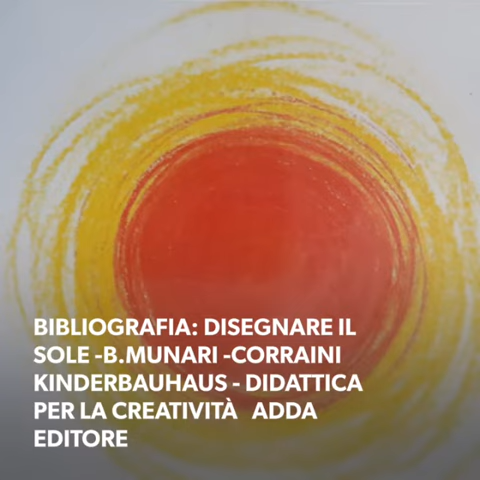 BIBLIOGRAFIA: DISEGNARE IL
SOLE -B.MUNARI -CORRAINI
KINDERBAUHAUS - DIDATTICA
PER LA CREATIVITÀ   ADDA
EDITORE